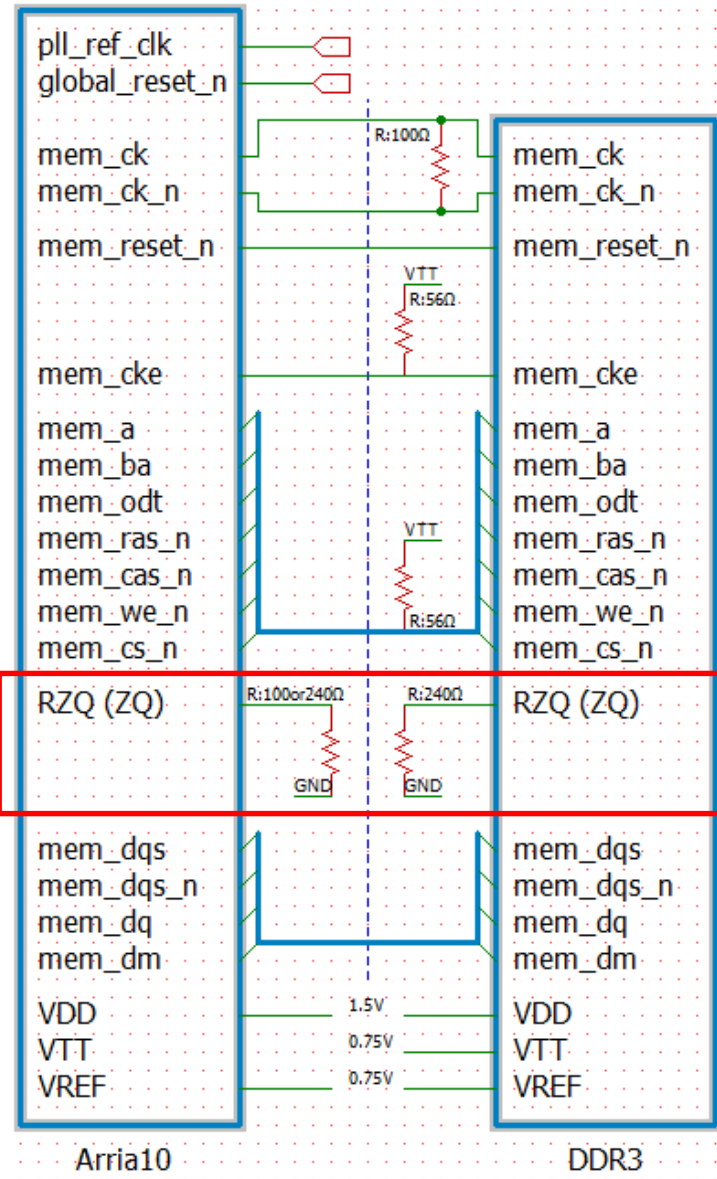 pll_ref_clk
global_reset_n
R:100Ω
mem_ck mem_ck
mem_ck_n mem_ck_n
mem_reset_n mem_reset_n
VTT
R:56Ω
mem_cke mem_cke
mem_a mem_a
mem_ba mem_ba
mem_odt mem_odt
VTT
mem_ras_n mem_ras_n
mem_cas_n mem_cas_n
mem_we_n R:56Ω mem_we_n
mem_cs_n mem_cs_n
RZQ (ZQ) R:100or240Ω R:240Ω RZQ (ZQ)
GND GND
mem_dqs mem_dqs
mem_dqs_n mem_dqs_n
mem_dq mem_dq
mem_dm mem_dm
VDD 1.5V VDD
VTT 0.75V VTT
VREF 0.75V VREF
Arria10 DDR3